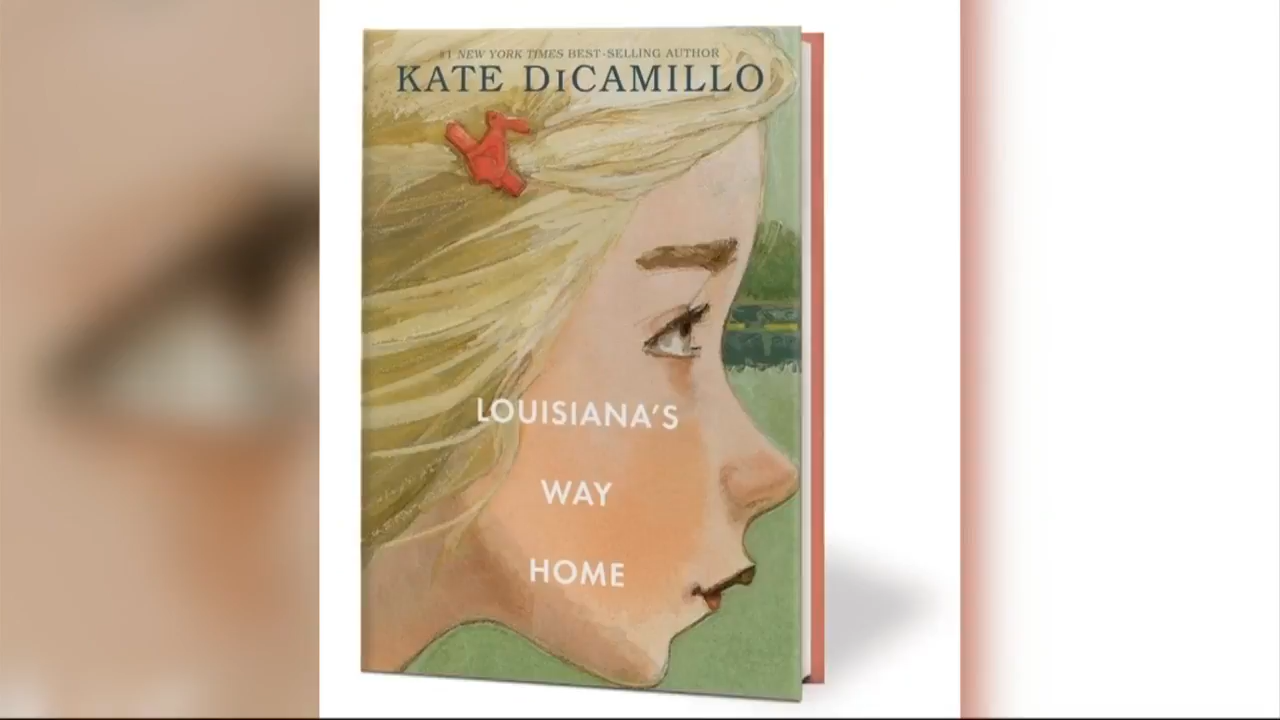 #1 NEW YORK TIMES BEST-SELLING AUTHOR
KATE DiCAMILLO
LOUISIANA'S
WAY
HOME